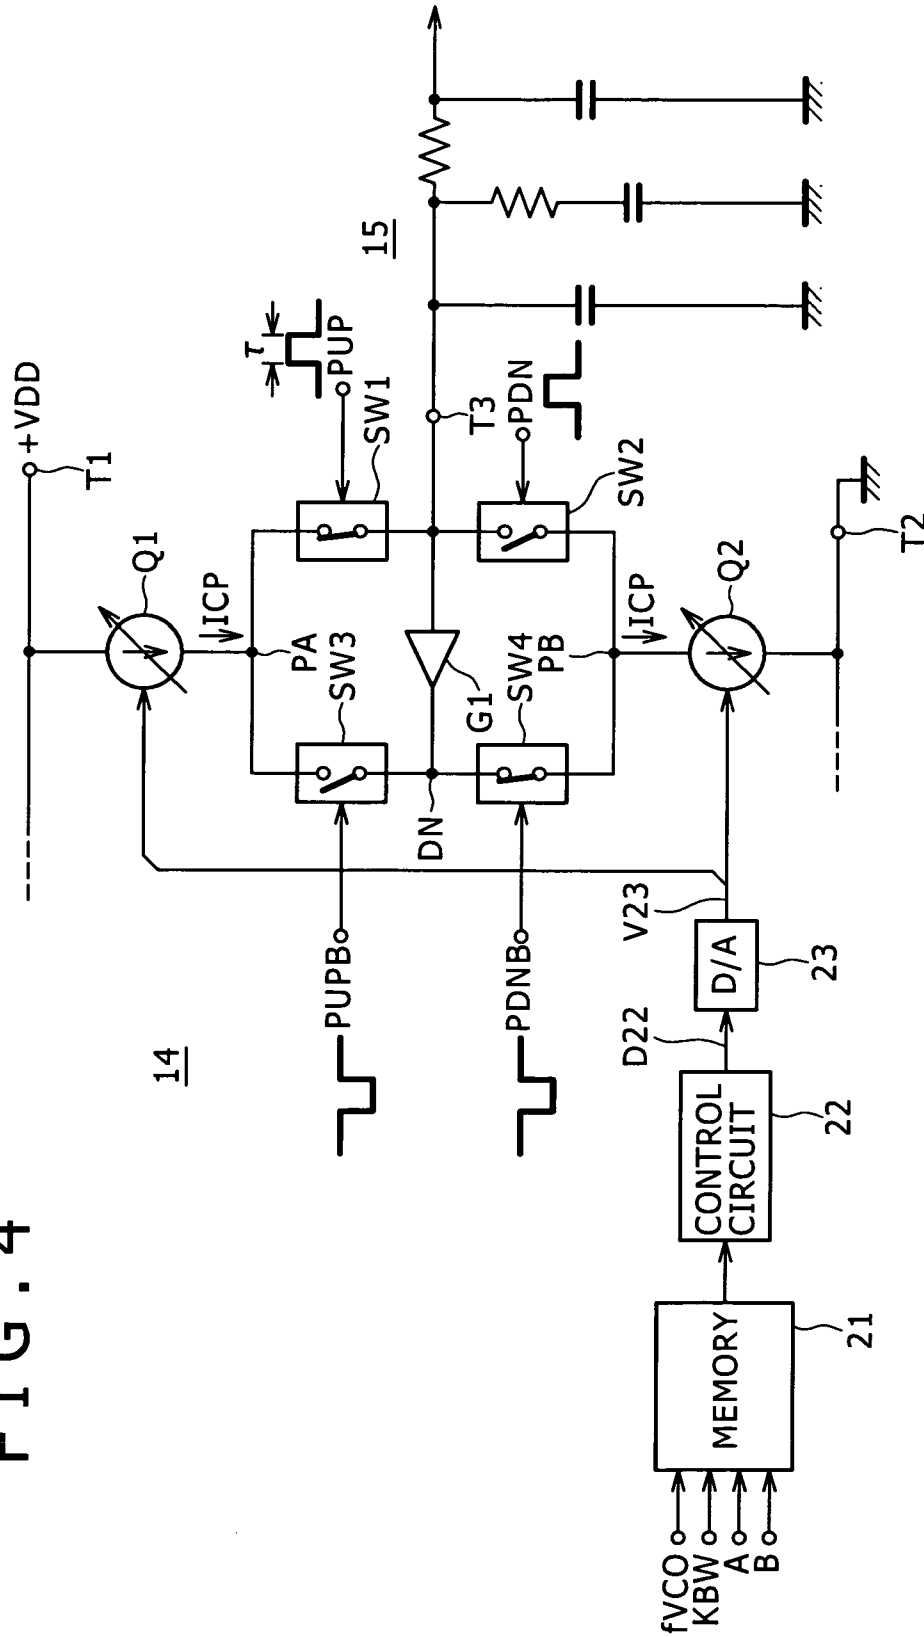 FIG. 4
+VDD
T1
Q1
ICP
PA
τ
PUP
SW1
SW3
PUPB
14
15
T3
G1
DN
PDN
SW2
SW4
PB
PDNB
ICP
Q2
T2
V23
D/A
23
D22
CONTROL
CIRCUIT
22
MEMORY
21
fVCO
KBW
A
B